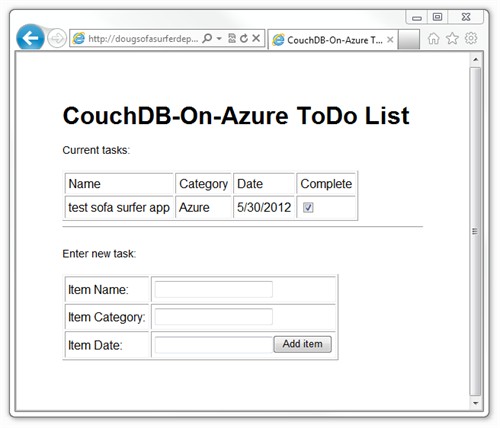 http://dougsofasurferdep...
CouchDB-On-Azure T...
CouchDB-On-Azure ToDo List
Current tasks:
Name Category Date Complete
test sofa surfer app Azure 5/30/2012
Enter new task:
Item Name:
Item Category:
Item Date: Add item